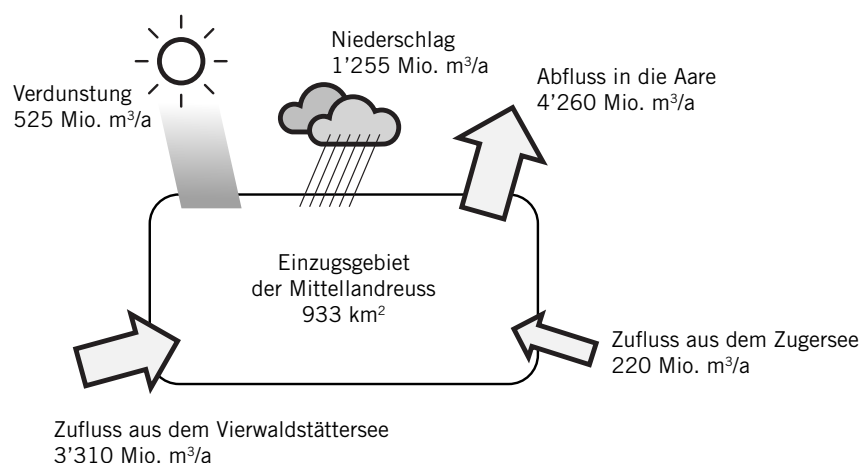 Niederschlag
1’255 Mio. m³/a
Verdunstung
525 Mio. m³/a
Abfluss in die Aare
4’260 Mio. m³/a
Einzugsgebiet
der Mittellandreuss
933 km²
Zufluss aus dem Zugersee
220 Mio. m³/a
Zufluss aus dem Vierwaldstättersee
3’310 Mio. m³/a